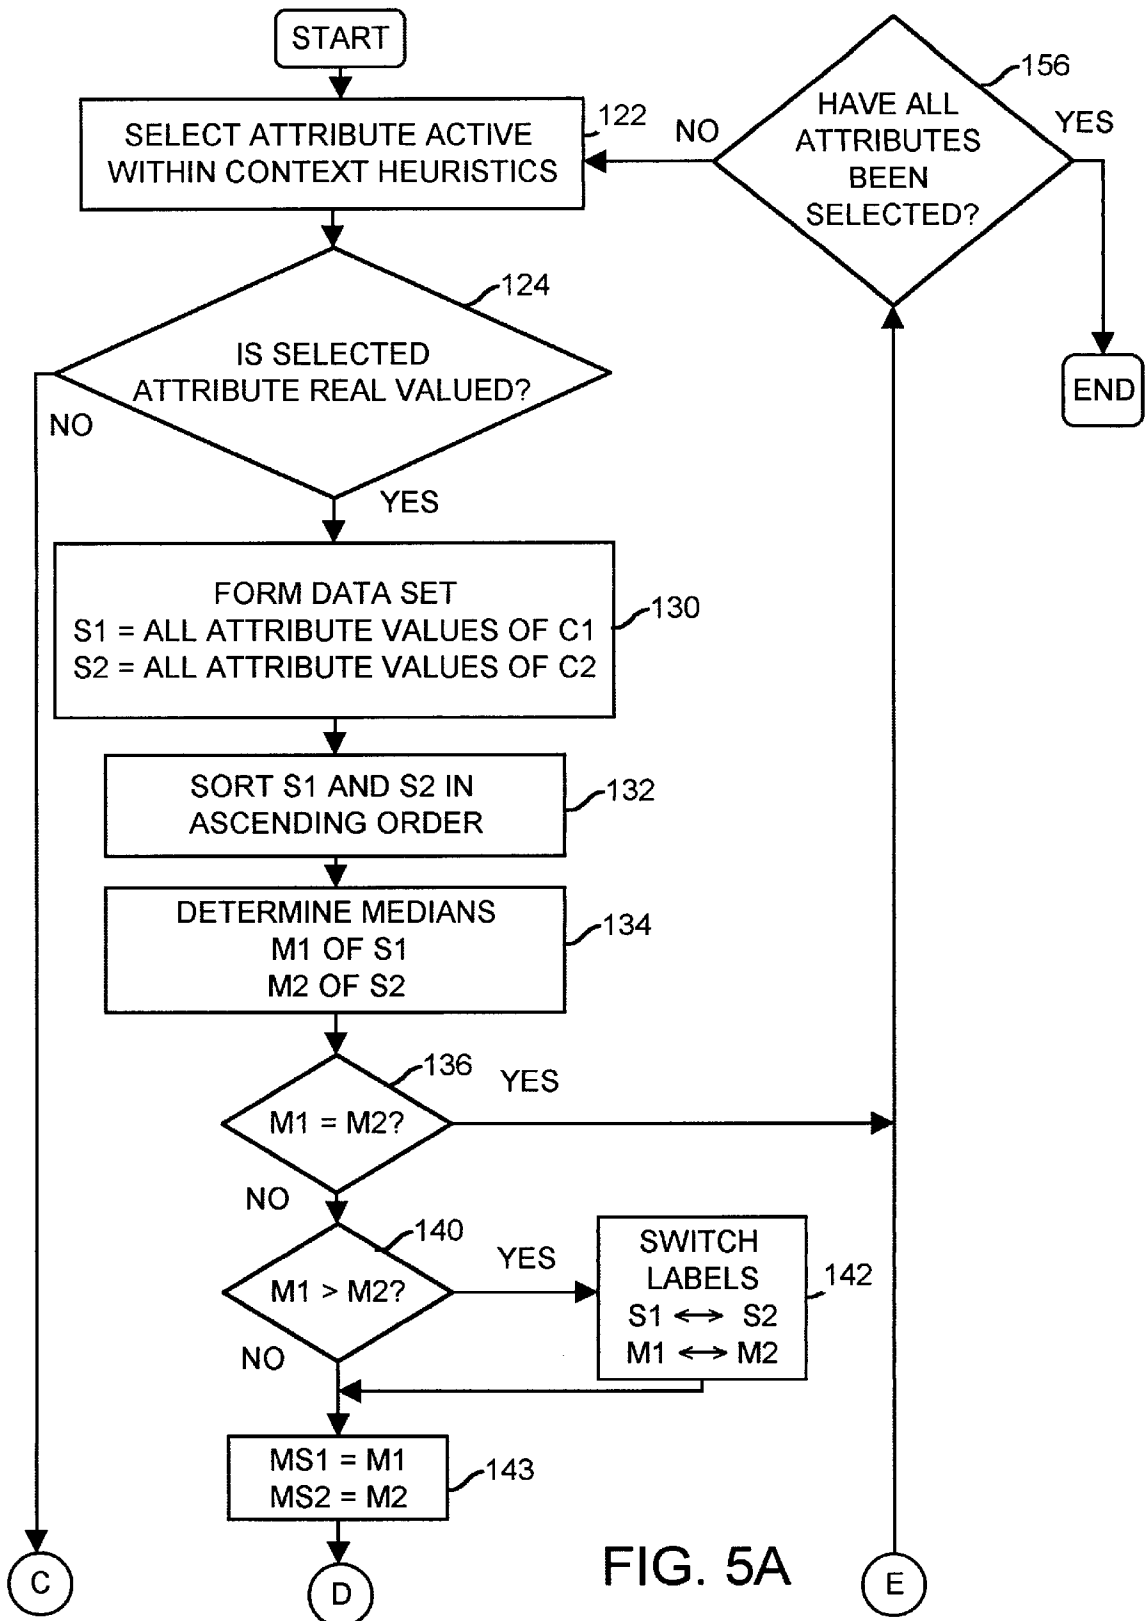 START
SELECT ATTRIBUTE ACTIVE
WITHIN CONTEXT HEURISTICS
122
NO
HAVE ALL
ATTRIBUTES
BEEN
SELECTED?
156
YES
END
124
IS SELECTED
ATTRIBUTE REAL VALUED?
NO
YES
FORM DATA SET
S1 = ALL ATTRIBUTE VALUES OF C1
S2 = ALL ATTRIBUTE VALUES OF C2
130
SORT S1 AND S2 IN
ASCENDING ORDER
132
DETERMINE MEDIANS
M1 OF S1
M2 OF S2
134
136
YES
M1 = M2?
NO
140
YES
M1 > M2?
NO
SWITCH
LABELS
S1 ↔ S2
M1 ↔ M2
142
MS1 = M1
MS2 = M2
143
C
D
FIG. 5A
E